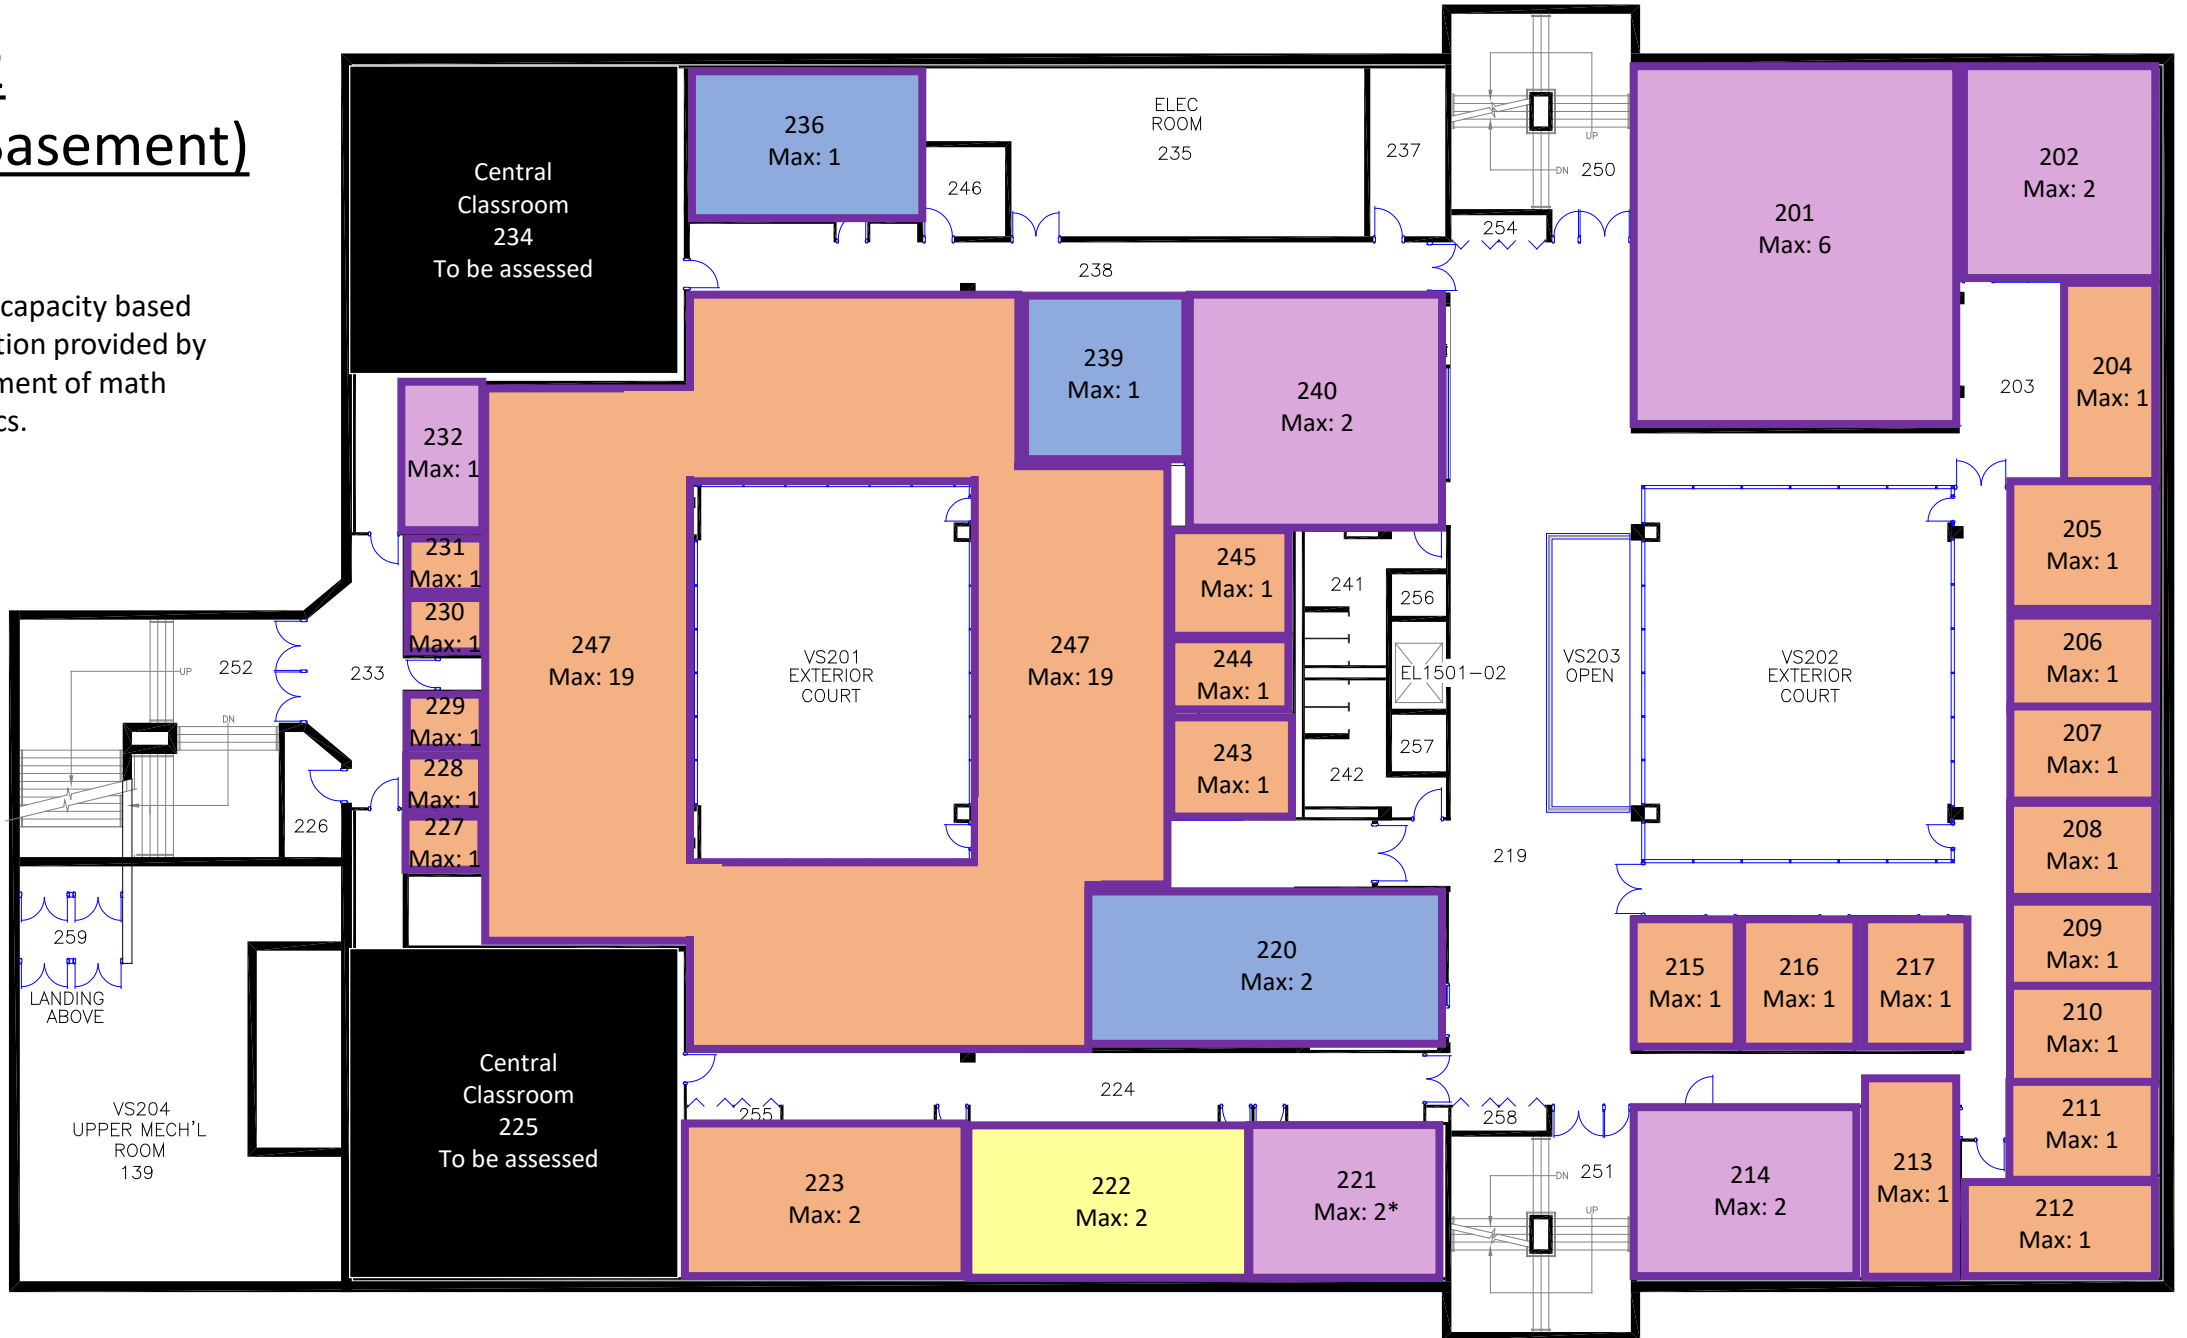 Basement)
capacity based
tion provided by
ment of math
cs.
Central
Classroom
234
To be assessed
236
Max: 1
246
ELEC
ROOM
235
237
UP
DN
250
254
238
201
Max: 6
202
Max: 2
203
204
Max: 1
232
Max: 1
231
Max: 1
230
Max: 1
229
Max: 1
228
Max: 1
227
Max: 1
247
Max: 19
VS201
EXTERIOR
COURT
247
Max: 19
239
Max: 1
240
Max: 2
245
Max: 1
244
Max: 1
243
Max: 1
241
242
256
EL1501-02
257
VS203
OPEN
VS202
EXTERIOR
COURT
205
Max: 1
206
Max: 1
207
Max: 1
208
Max: 1
209
Max: 1
210
Max: 1
211
Max: 1
212
Max: 1
213
Max: 1
214
Max: 2
215
Max: 1
216
Max: 1
217
Max: 1
219
220
Max: 2
UP
252
233
DN
226
259
LANDING
ABOVE
VS204
UPPER MECH'L
ROOM
139
Central
Classroom
225
To be assessed
224
255
258
223
Max: 2
222
Max: 2
221
Max: 2*
DN
251
UP